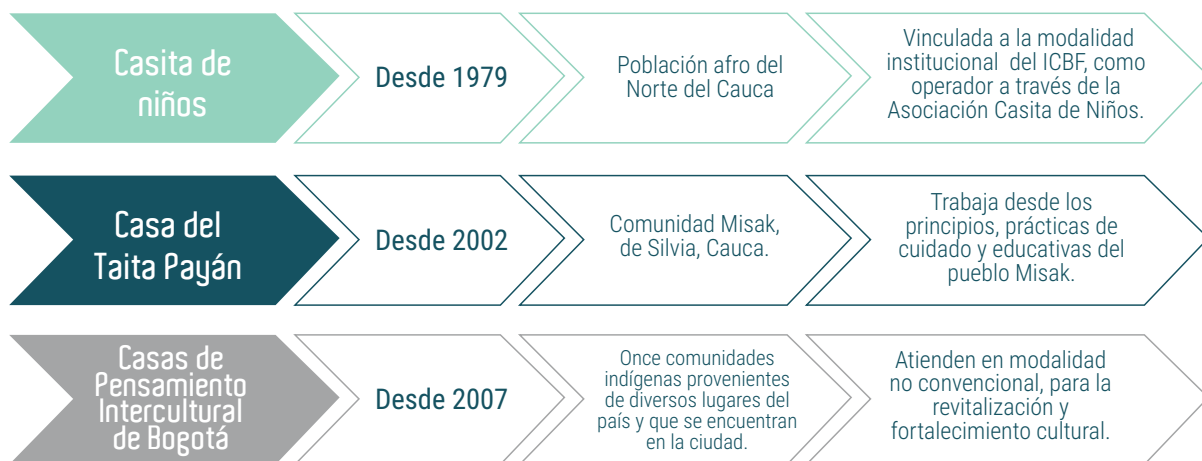 Casita de
niños
Desde 1979
Población afro del
Norte del Cauca
Vinculada a la modalidad
institucional del ICBF, como
operador a través de la
Asociación Casita de Niños.
Casa del
Taita Payán
Desde 2002
Comunidad Misak,
de Silvia, Cauca.
Trabaja desde los
principios, prácticas de
cuidado y educativas del
pueblo Misak.
Casas de
Pensamiento
Intercultural
de Bogotá
Desde 2007
Once comunidades
indígenas provenientes
de diversos lugares del
país y que se encuentran
en la ciudad.
Atienden en modalidad
no convencional, para la
revitalización y
fortalecimiento cultural.